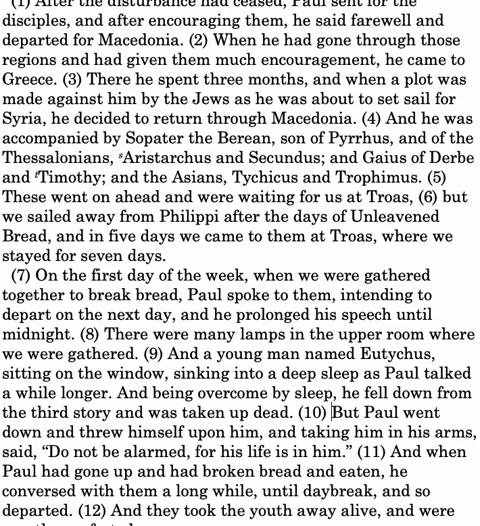 (1) After the disturbance had ceased, Paul sent for the
disciples, and after encouraging them, he said farewell and
departed for Macedonia. (2) When he had gone through those
regions and had given them much encouragement, he came to
Greece. (3) There he spent three months, and when a plot was
made against him by the Jews as he was about to set sail for
Syria, he decided to return through Macedonia. (4) And he was
accompanied by Sopater the Berean, son of Pyrrhus, and of the
Thessalonians, sAristarchus and Secundus; and Gaius of Derbe
and tTimothy; and the Asians, Tychicus and Trophimus. (5)
These went on ahead and were waiting for us at Troas, (6) but
we sailed away from Philippi after the days of Unleavened
Bread, and in five days we came to them at Troas, where we
stayed for seven days.
(7) On the first day of the week, when we were gathered
together to break bread, Paul spoke to them, intending to
depart on the next day, and he prolonged his speech until
midnight. (8) There were many lamps in the upper room where
we were gathered. (9) And a young man named Eutychus,
sitting on the window, sinking into a deep sleep as Paul talked
a while longer. And being overcome by sleep, he fell down from
the third story and was taken up dead. (10) But Paul went
down and threw himself upon him, and taking him in his arms,
said, “Do not be alarmed, for his life is in him.” (11) And when
Paul had gone up and had broken bread and eaten, he
conversed with them a long while, until daybreak, and so
departed. (12) And they took the youth away alive, and were